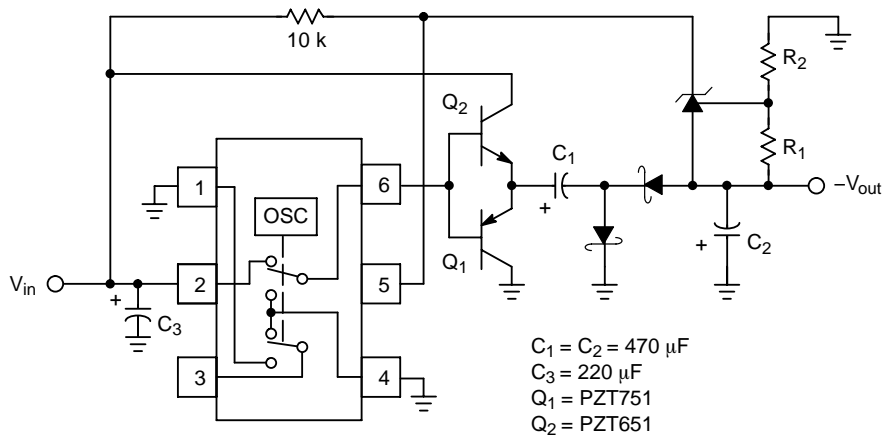 10 k
R2
Q2
R1
C1
1
6
OSC
+
–Vout
Q1
Vin
2
5
+
C2
+
C3
3
4
C1 = C2 = 470 μF
C3 = 220 μF
Q1 = PZT751
Q2 = PZT651